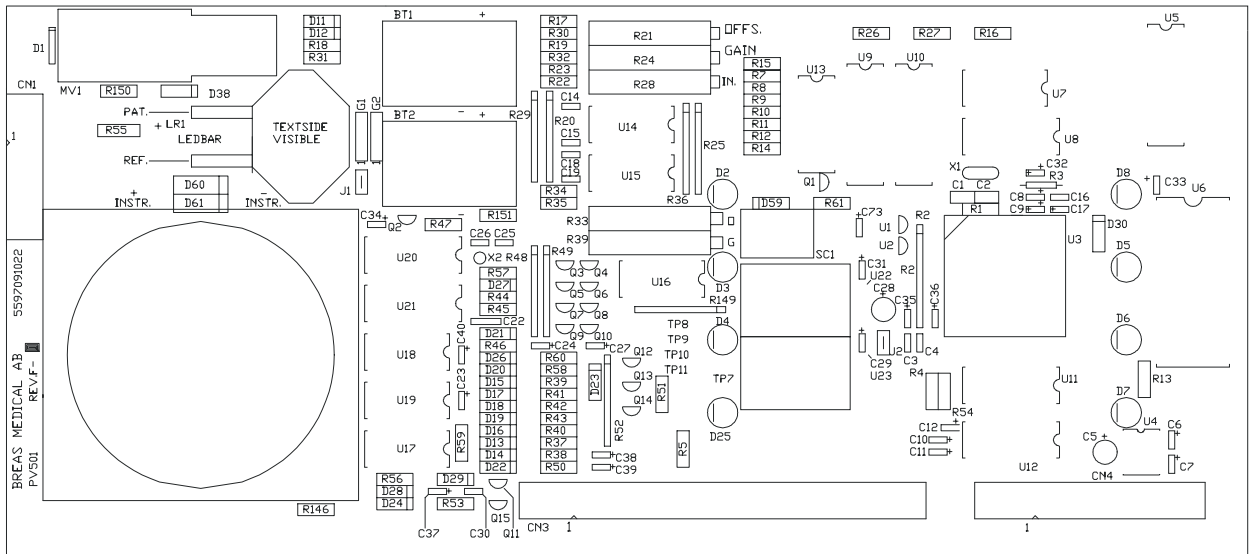 D1
D11
D12
R18
R31
BT1
+
R17
R30
R19
R32
R23
R22
R21
OFFS.
R24
GAIN
R28
IN.
R15
R7
R8
R9
R10
R11
R12
R14
U13
R26
U9
R27
U10
R16
U5
U7
U8
CN1
MV1
R150
D38
PAT.
+ LR1
R55
LEDBAR
REF.
TEXTSIDE
VISIBLE
G1
G2
1
1
BT2
-
+
R29
R20
C14
C15
C18
C19
U14
U15
R25
1
J1
D60
D61
+
INSTR.
-
INSTR.
R34
R35
R36
D2
Q1
X1
C32
R3
C1
C2
C8
C16
C9
C17
R1
D8
C33
U6
C34
Q2
R47
-
R151
C26
C25
X2
R48
R49
R33
D
R39
G
D59
R61
SC1
C73
U1
U2
R2
R2
U3
D30
D5
U20
U21
R57
D27
R44
R45
C22
Q3
Q4
Q5
Q6
Q7
Q8
Q9
Q10
U16
R149
D3
D4
C31
U22
C28
C35
C36
5597091022
REV.F-
BREAS MEDICAL AB
PV501
U18
C40
U19
C23
U17
R59
D21
R46
D26
D20
D15
D17
D18
D19
D16
D13
D14
D22
C24
R60
R58
R39
R41
R42
R43
R40
R37
R38
R50
C27
D23
R52
Q12
Q13
Q14
R51
TP8
TP9
TP10
TP11
TP7
D25
C29
U23
U2
C3
C4
R4
R54
U11
D6
R13
D7
C12
C10
C11
U12
U4
C5
C6
C7
CN4
R5
C38
C39
R56
D28
D24
D29
R53
R146
C37
C30
Q15
Q11
CN3
1
1